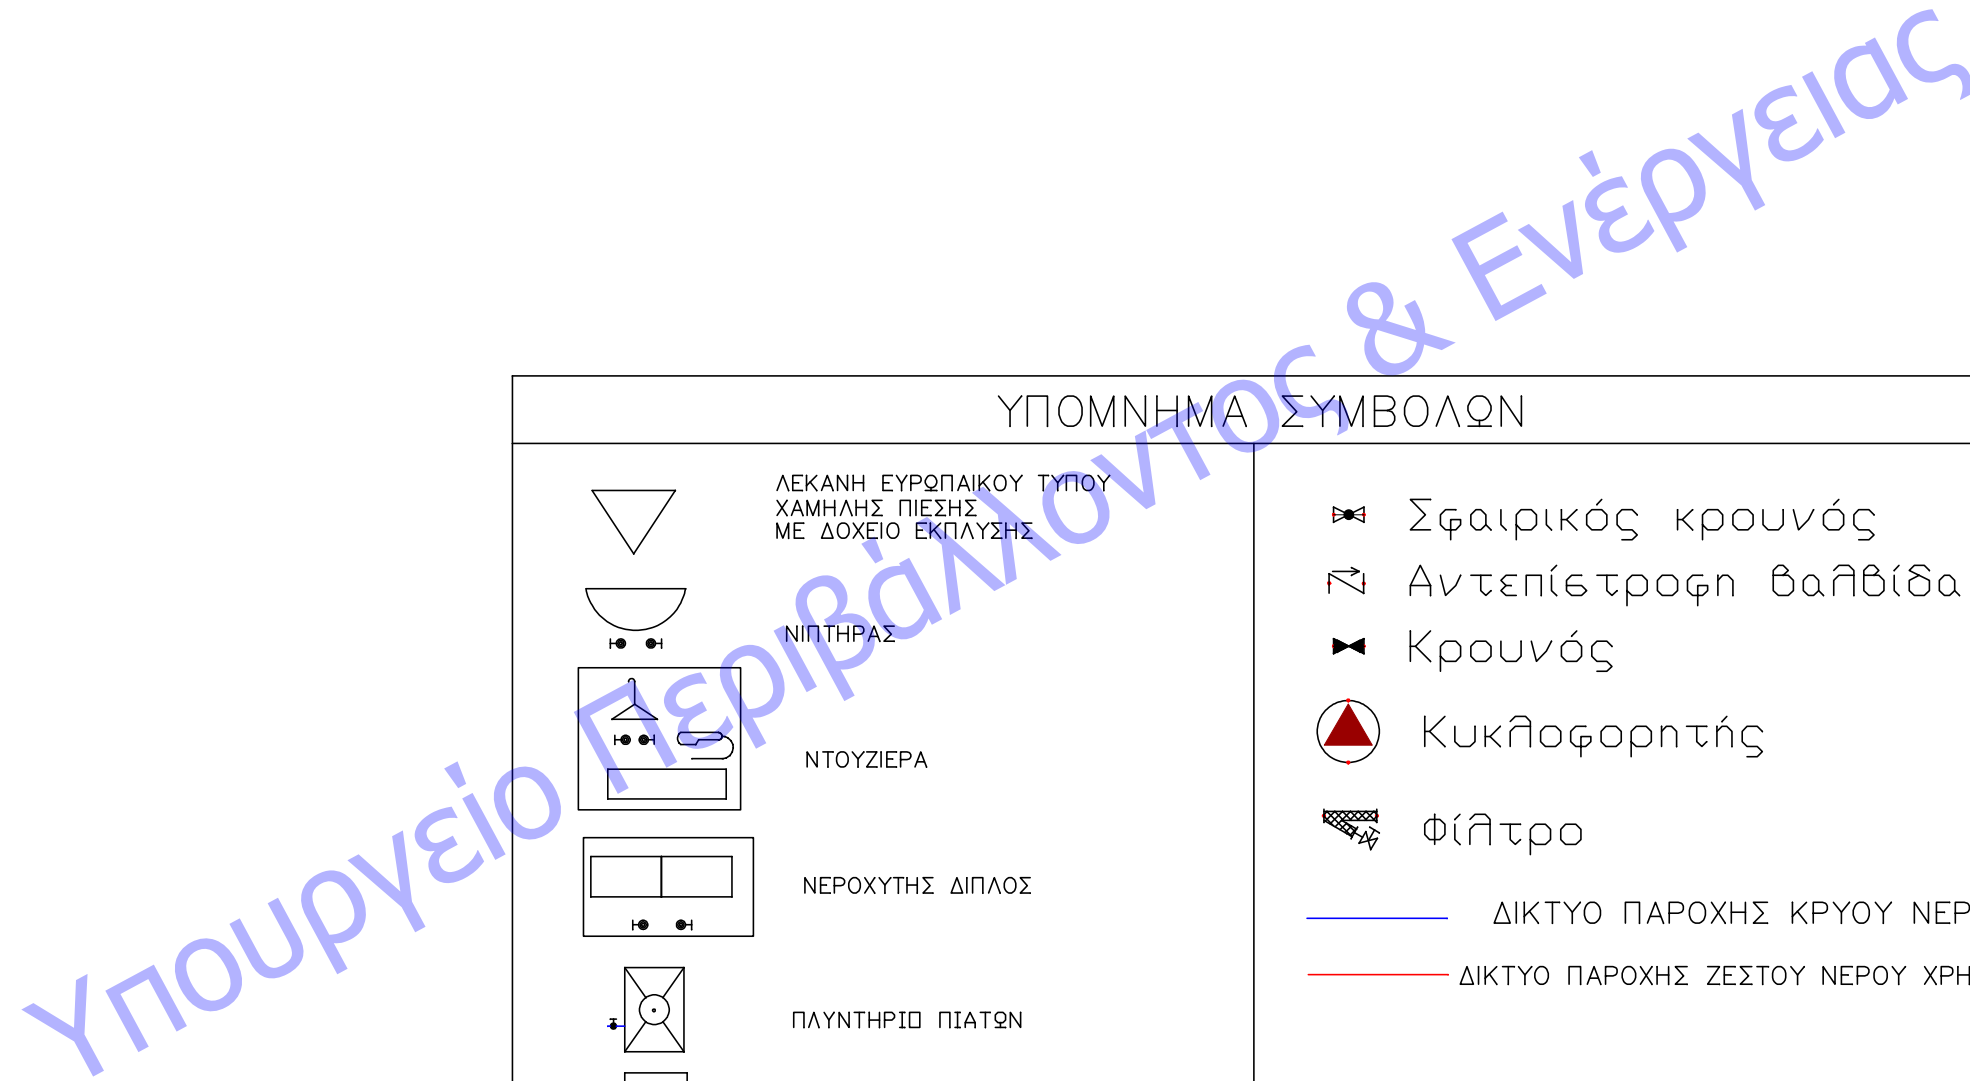 Υπουργείο Περιβάλλοντος & Ενέργειας
ΥΠΟΜΝΗΜΑ ΣΥΜΒΟΛΩΝ
ΛΕΚΑΝΗ ΕΥΡΩΠΑΙΚΟΥ ΤΥΠΟΥ
ΧΑΜΗΛΗΣ ΠΙΕΣΗΣ
ΜΕ ΔΟΧΕΙΟ ΕΚΠΛΥΣΗΣ
ΝΙΠΤΗΡΑΣ
ΝΤΟΥΖΙΕΡΑ
ΝΕΡΟΧΥΤΗΣ ΔΙΠΛΟΣ
ΠΛΥΝΤΗΡΙΟ ΠΙΑΤΩΝ
Σφαιρικός κρουνός
Αντεπίστροφη βαλβίδα
Κρουνός
Κυκλοφορητής
Φίλτρο
ΔΙΚΤΥΟ ΠΑΡΟΧΗΣ ΚΡΥΟΥ ΝΕΡ
ΔΙΚΤΥΟ ΠΑΡΟΧΗΣ ΖΕΣΤΟΥ ΝΕΡΟΥ ΧΡΗ